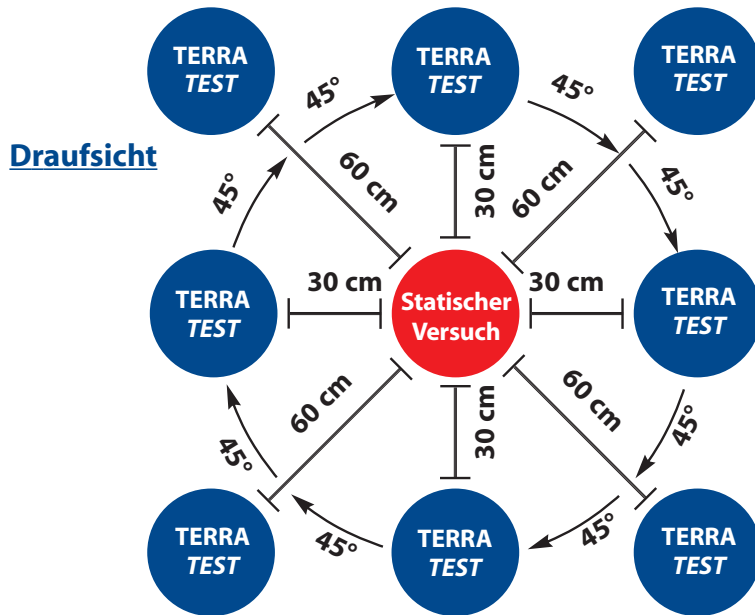 TERRA
TEST
TERRA
TEST
TERRA
TEST
45°
45°
Draufsicht
60 cm
30 cm
60 cm
45°
45°
TERRA
TEST
30 cm
Statischer
Versuch
30 cm
TERRA
TEST
60 cm
30 cm
60 cm
45°
45°
TERRA
TEST
45°
TERRA
TEST
45°
TERRA
TEST